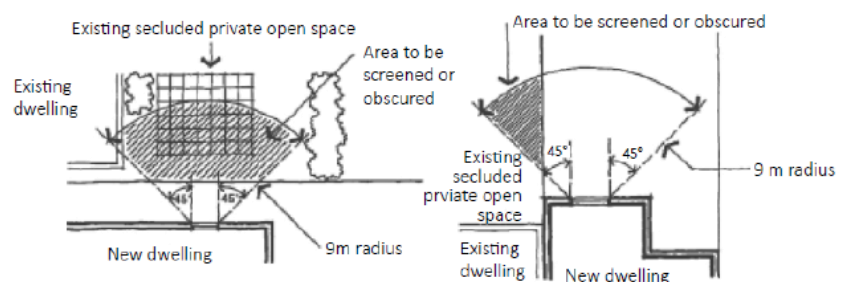 Existing secluded private open space
Area to be
screened or
obscured
Existing
dwelling
45°
45°
9m radius
New dwelling
Area to be screened or obscured
45°
45°
9 m radius
Existing
secluded
prviate open
space
Existing
dwelling
New dwelling